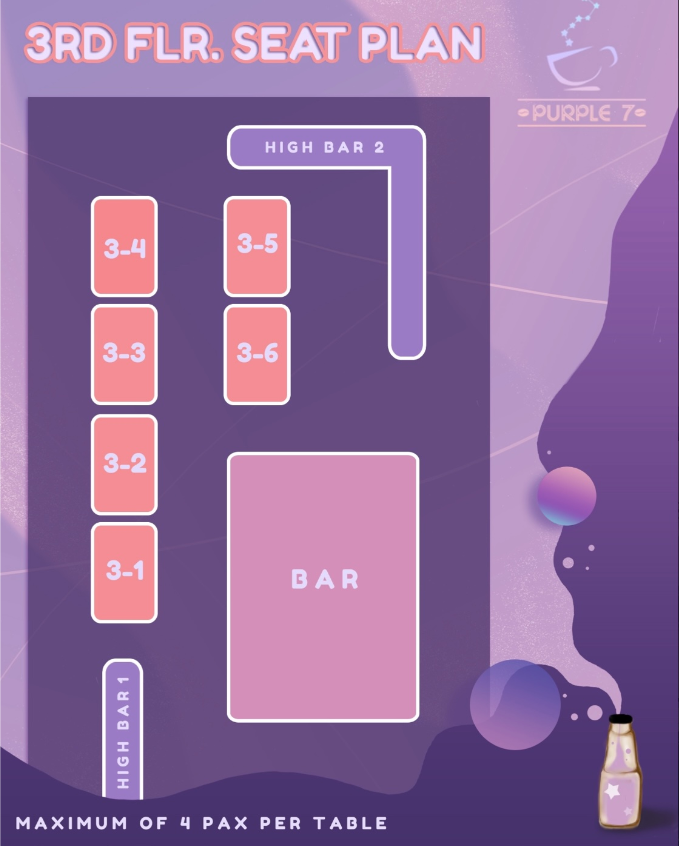 3RD FLR. SEAT PLAN
PURPLE 7
HIGH BAR 2
3-4
3-5
3-3
3-6
3-2
3-1
BAR
HIGH BAR 1
MAXIMUM OF 4 PAX PER TABLE